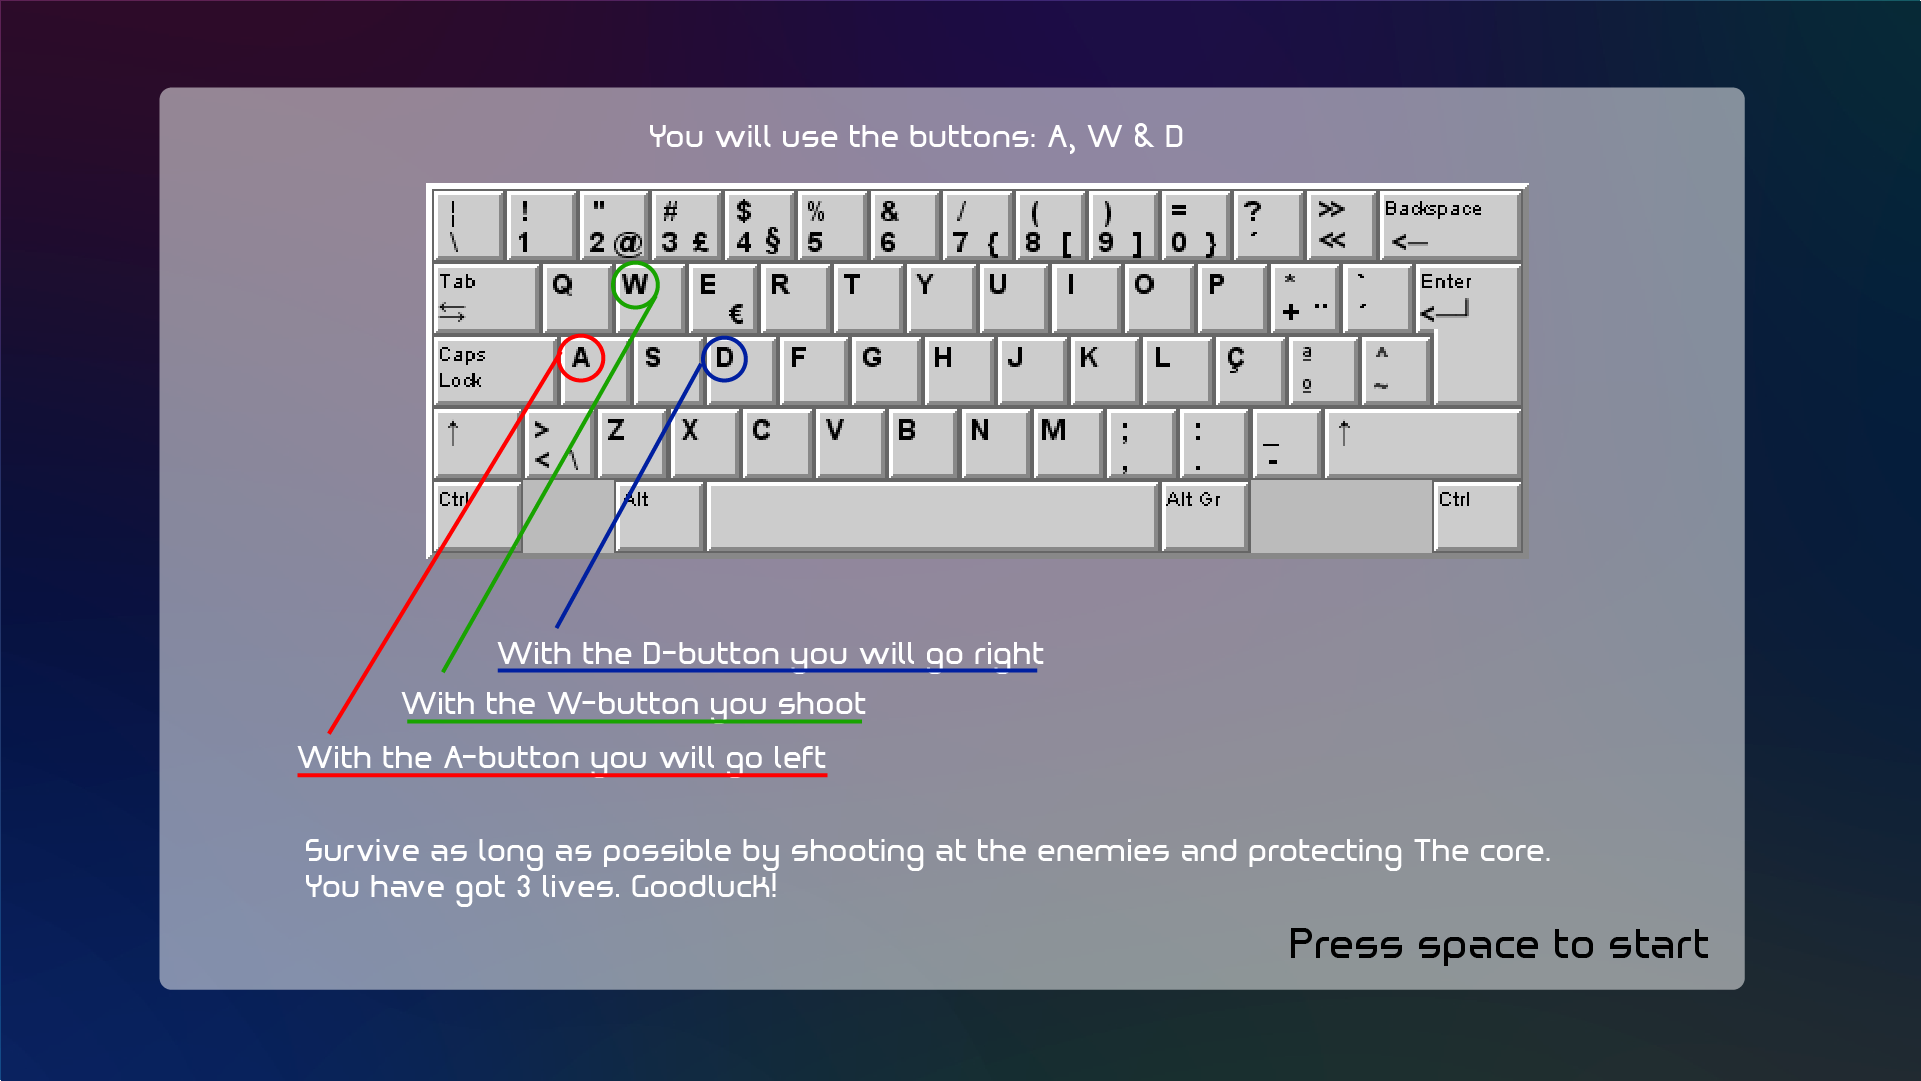 You will use the buttons: A, W & D
¦ ! " # $ % & / ( ) = ? >> Backspace
\ 1 2 @ 3 £ 4 § 5 6 7 { 8 [ 9 ] 0 } ´ << <—
Tab Q W E R T Y U I O P * ` Enter
€ + ¨ ´
Caps A S D F G H J K L Ç ª ^
Lock º ~
↑ > Z X C V B N M ; : _ ↑
< \ , . -
Ctrl Alt Alt Gr Ctrl
With the D-button you will go right
With the W-button you shoot
With the A-button you will go left
Survive as long as possible by shooting at the enemies and protecting The core.
You have got 3 lives. Goodluck!
Press space to start